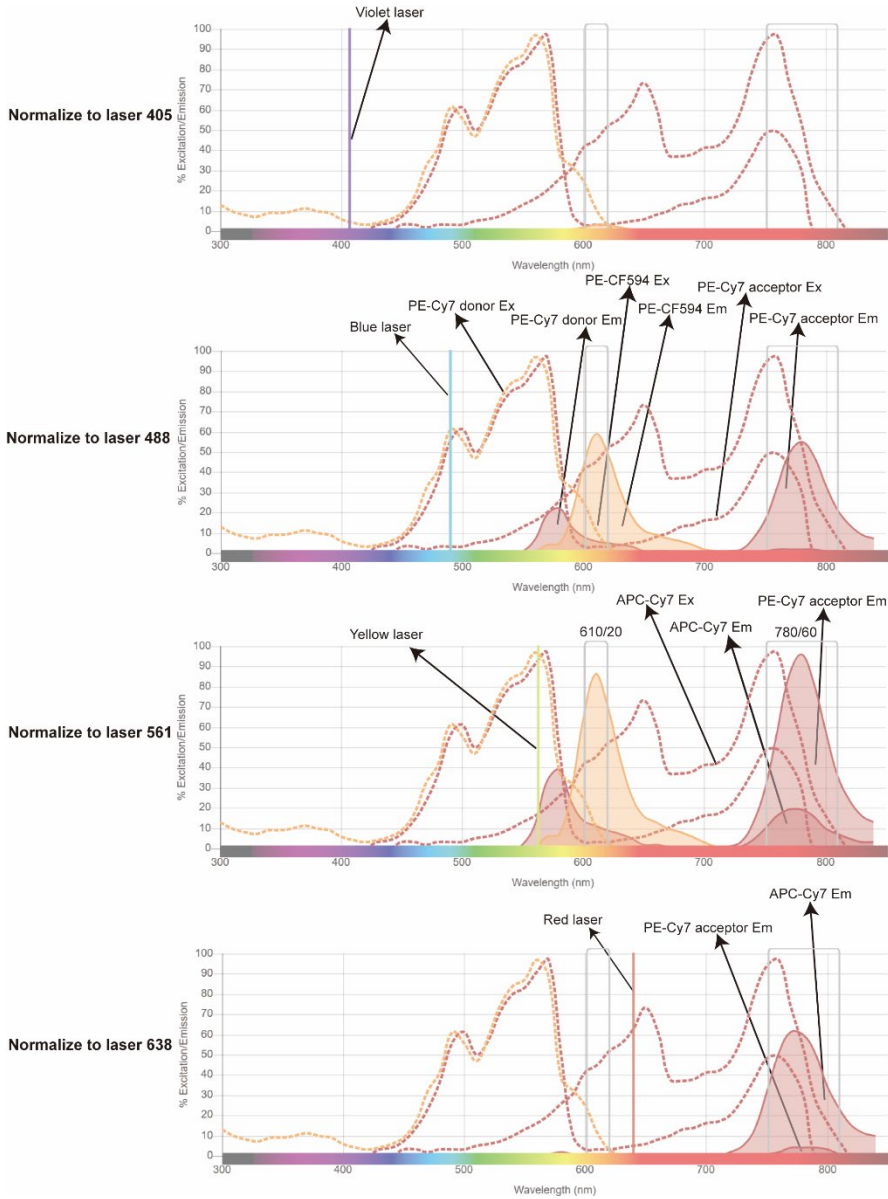 Violet laser
Normalize to laser 405
% Excitation/Emission
100
90
80
70
60
50
40
30
20
10
0
300 400 500 600 700 800
Wavelength (nm)
PE-CF594 Ex
PE-Cy7 acceptor Ex
PE-Cy7 donor Ex
PE-CF594 Em
PE-Cy7 donor Em
PE-Cy7 acceptor Em
Blue laser
Normalize to laser 488
% Excitation/Emission
100
90
80
70
60
50
40
30
20
10
0
300 400 500 600 700 800
Wavelength (nm)
APC-Cy7 Ex
PE-Cy7 acceptor Em
APC-Cy7 Em
Yellow laser
610/20
780/60
Normalize to laser 561
% Excitation/Emission
100
90
80
70
60
50
40
30
20
10
0
300 400 500 600 700 800
Wavelength (nm)
APC-Cy7 Em
Red laser
PE-Cy7 acceptor Em
Normalize to laser 638
% Excitation/Emission
100
90
80
70
60
50
40
30
20
10
0
300 400 500 600 700 800
Wavelength (nm)